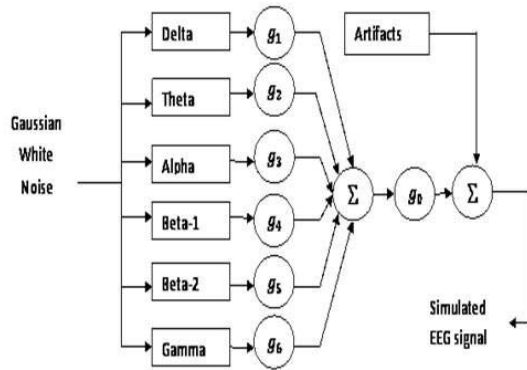 Delta
g₁
Artifacts
Theta
g₂
Gaussian
White
Noise
Alpha
g₃
Σ
g₀
Σ
Beta-1
g₄
Beta-2
g₅
Simulated
EEG signal
Gamma
g₆